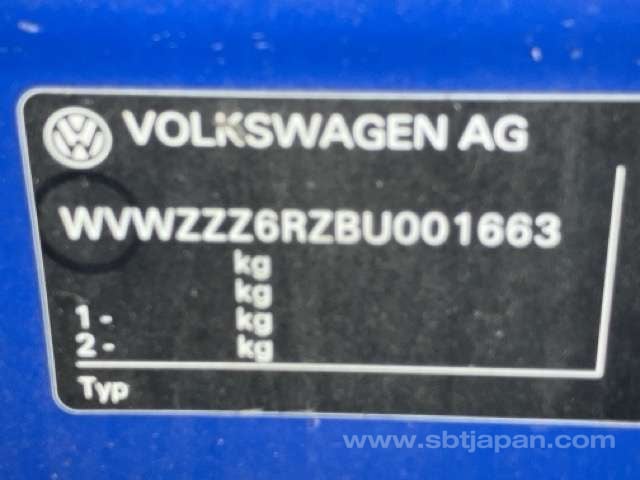 VOLKSWAGEN AG
WVWZZZ6RZBU001663
kg
kg
1 - kg
2 - kg
Typ
www.sbtjapan.com